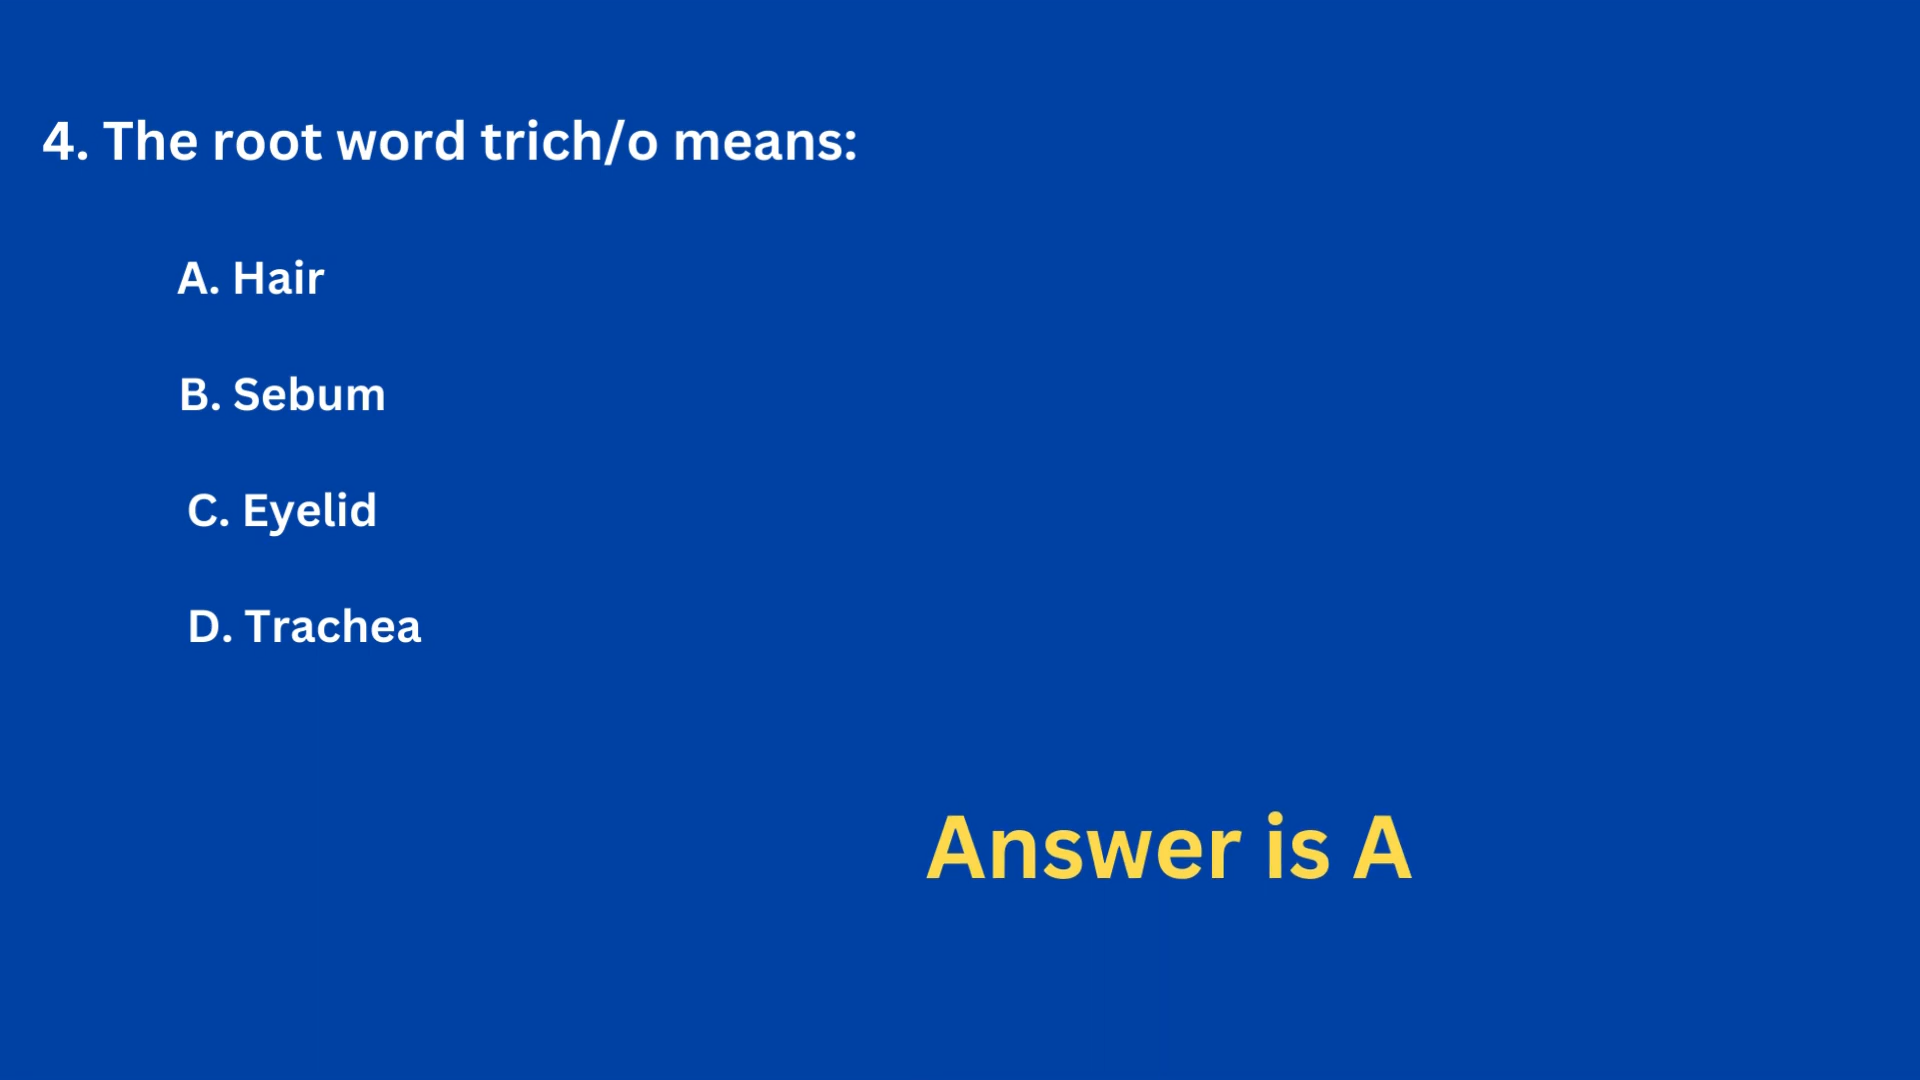 4. The root word trich/o means:
A. Hair
B. Sebum
C. Eyelid
D. Trachea
Answer is A